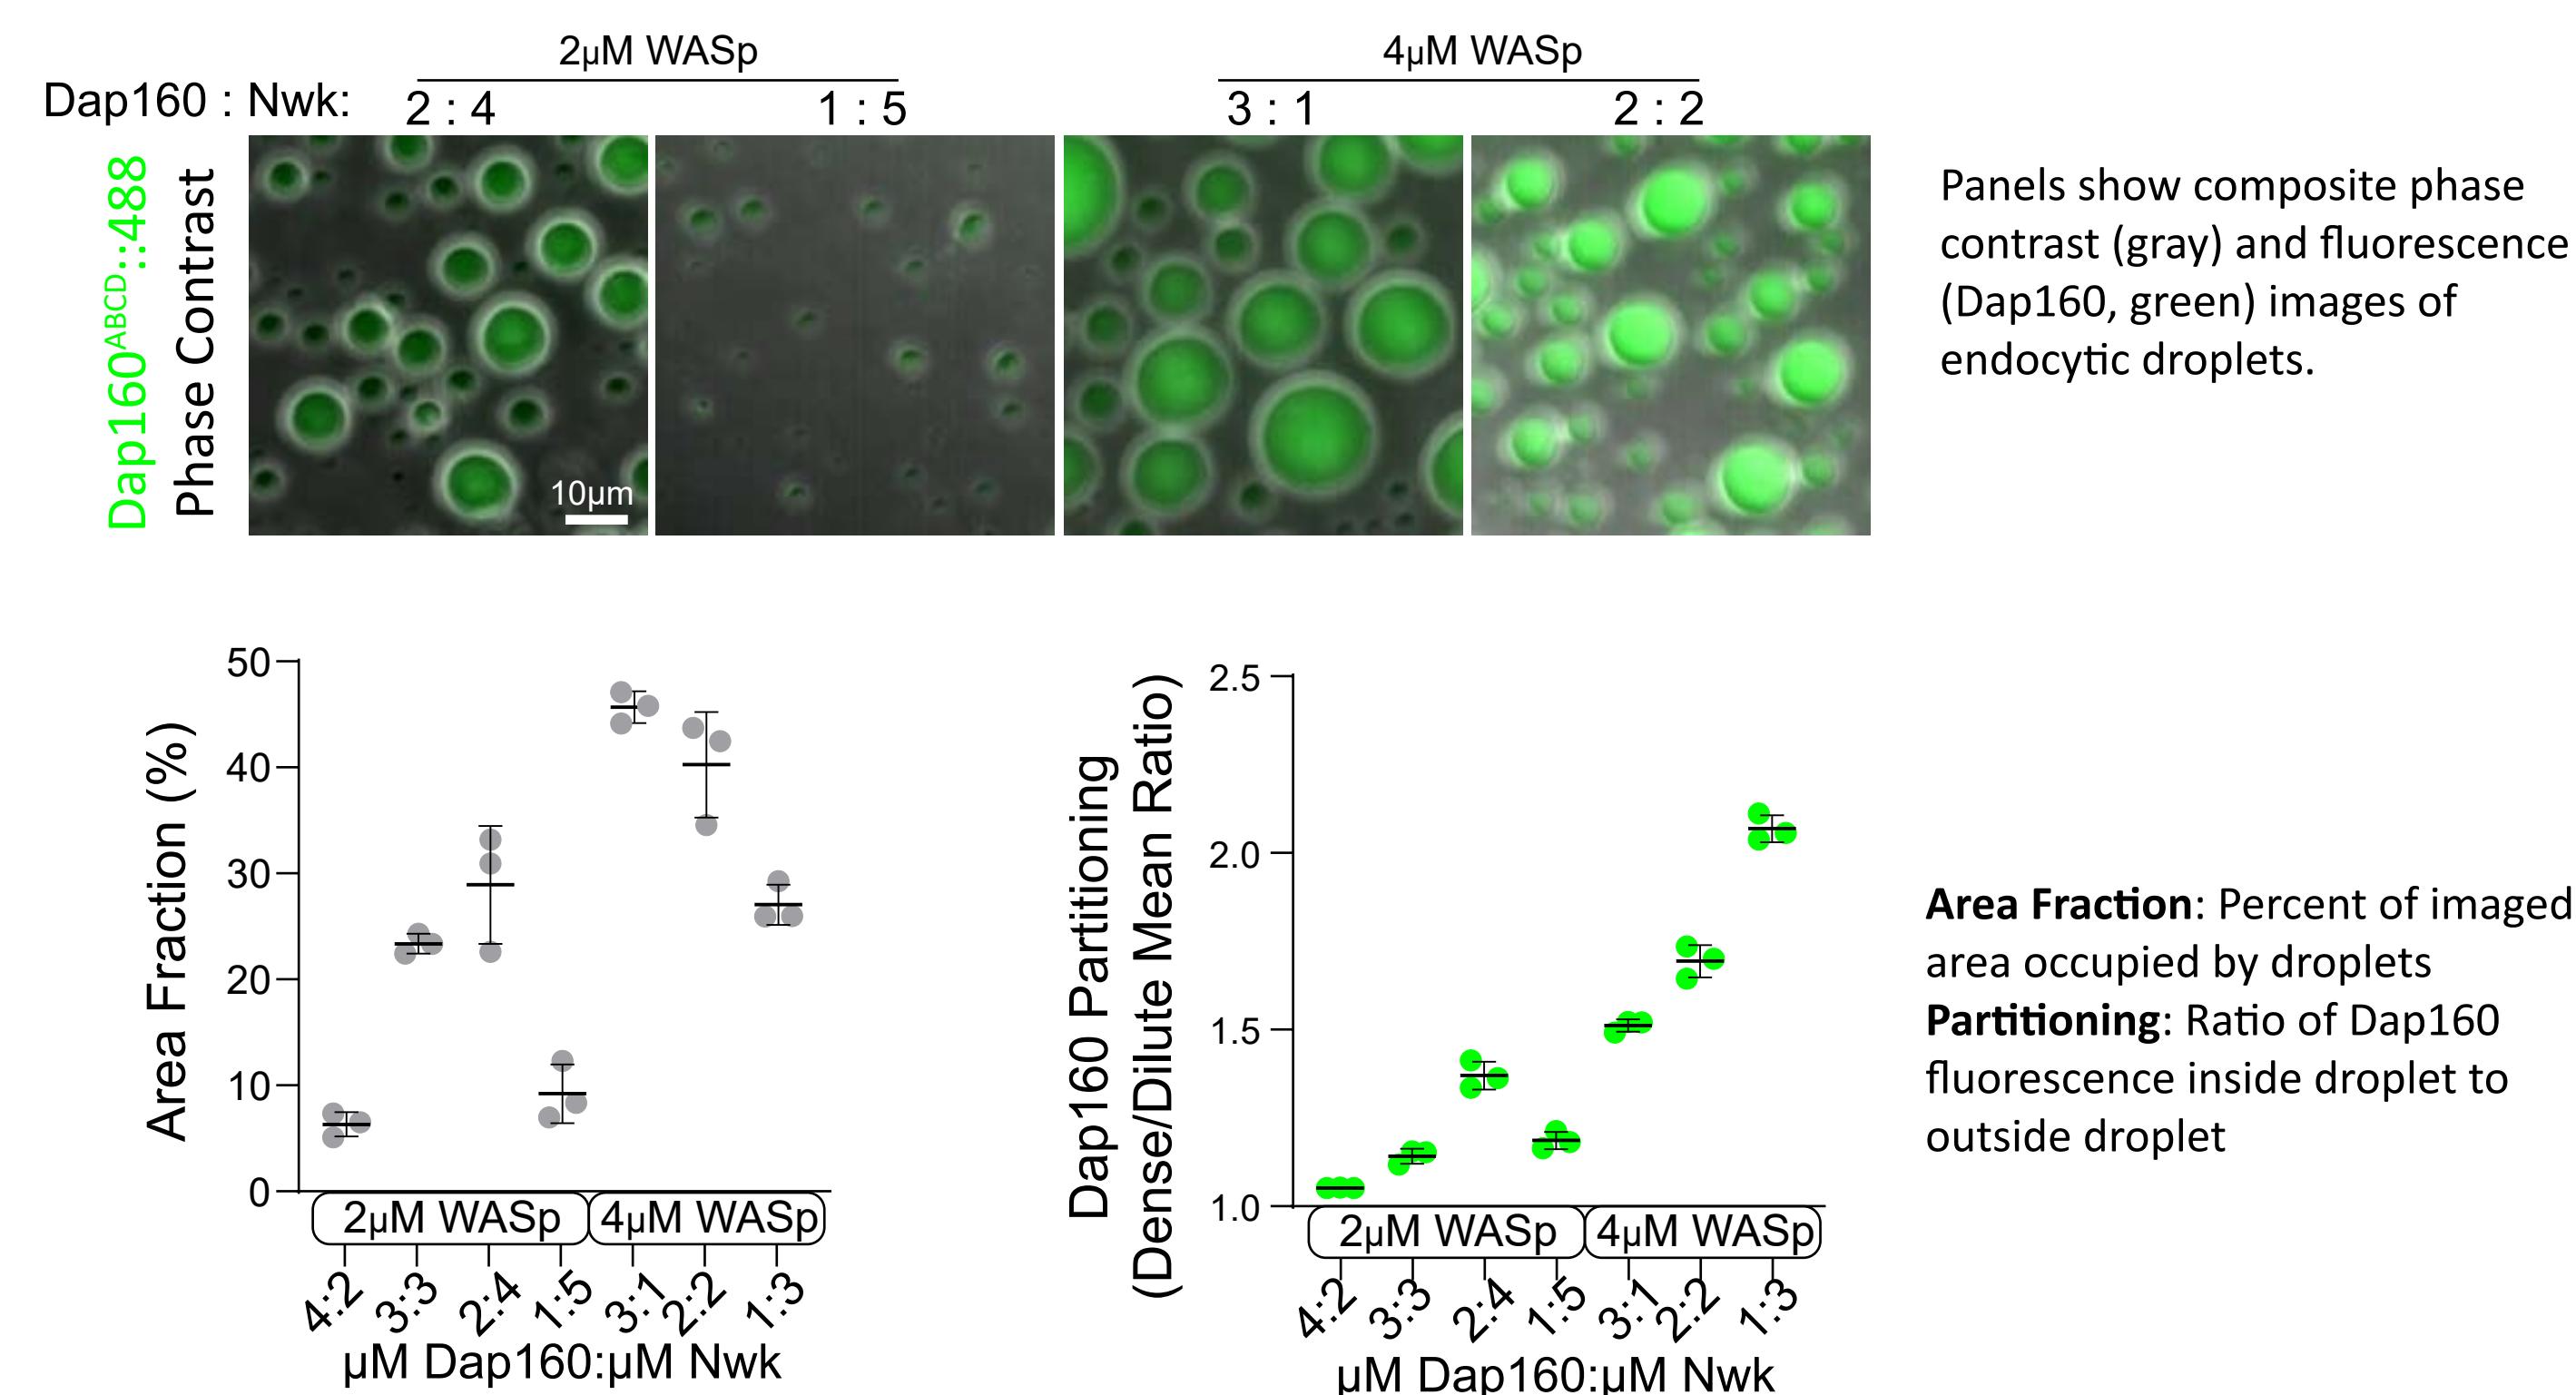 2µM WASp
4µM WASp
Dap160 : Nwk:
2 : 4
1 : 5
3 : 1
2 : 2
Dap160ABCD::488
Phase Contrast
10µm
Panels show composite phase
contrast (gray) and fluorescence
(Dap160, green) images of
endocytic droplets.
Area Fraction (%)
50
40
30
20
10
0
2µM WASp
4µM WASp
4:2
3:3
2:4
1:5
3:1
2:2
1:3
µM Dap160:µM Nwk
Dap160 Partitioning
(Dense/Dilute Mean Ratio)
2.5
2.0
1.5
1.0
2µM WASp
4µM WASp
4:2
3:3
2:4
1:5
3:1
2:2
1:3
µM Dap160:µM Nwk
Area Fraction: Percent of imaged
area occupied by droplets
Partitioning: Ratio of Dap160
fluorescence inside droplet to
outside droplet